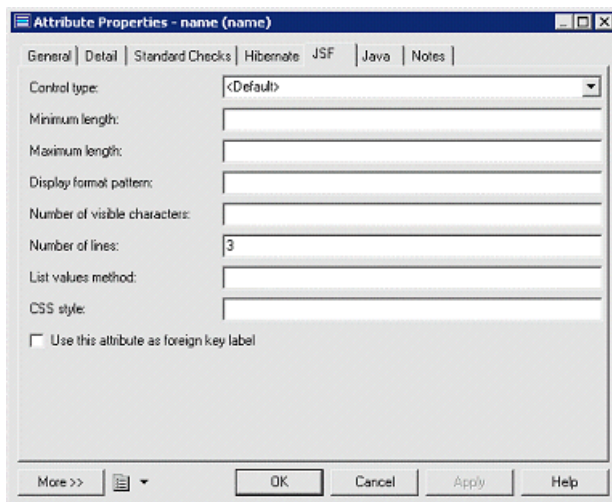 Attribute Properties - name (name)
General Detail Standard Checks Hibernate JSF Java Notes
Control type: <Default>
Minimum length:
Maximum length:
Display format pattern:
Number of visible characters:
Number of lines: 3
List values method:
CSS style:
Use this attribute as foreign key label
More >> OK Cancel Apply Help